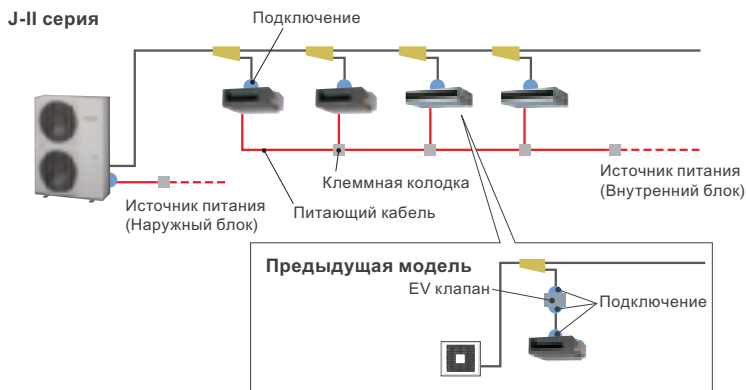 J-II серия
Подключение
Клеммная колодка
Питающий кабель
Источник питания
(Наружный блок)
Источник питания
(Внутренний блок)
Предыдущая модель
EV клапан
Подключение